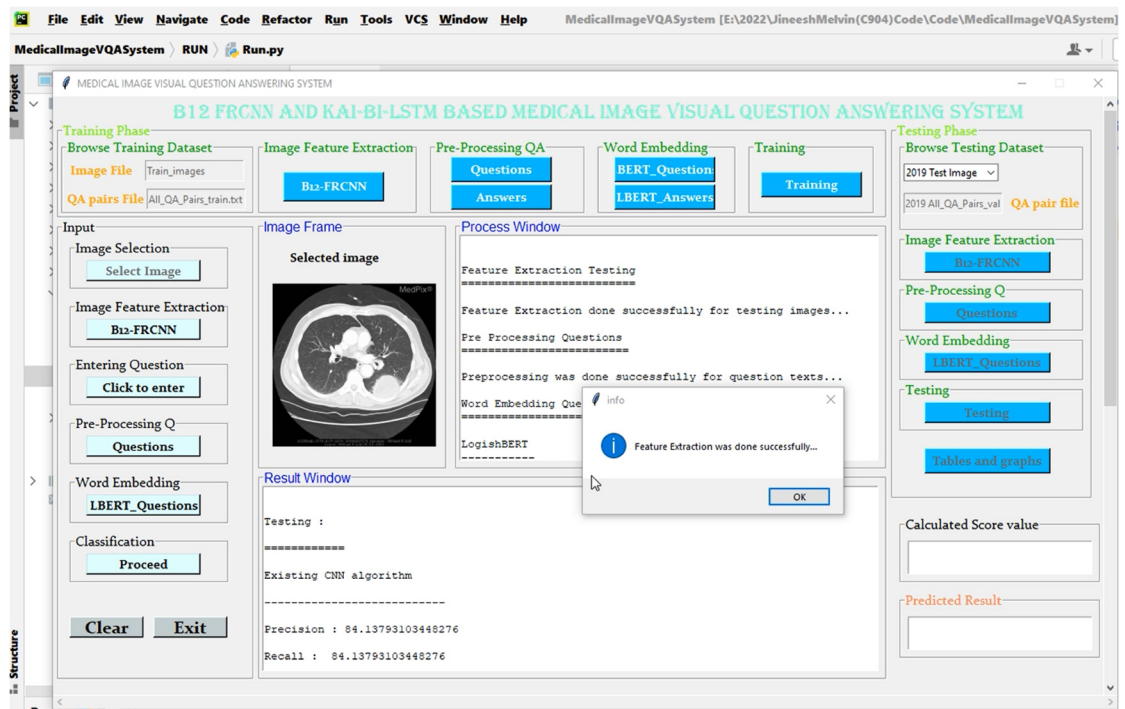 PC File Edit View Navigate Code Refactor Run Tools VCS Window Help MedicalImageVQASystem [E:\2022\JineeshMelvin(C904)Code\Code\MedicalImageVQASystem]
MedicalImageVQASystem RUN Run.py
Project
MEDICAL IMAGE VISUAL QUESTION ANSWERING SYSTEM
B12 FRCNN AND KAI-BI-LSTM BASED MEDICAL IMAGE VISUAL QUESTION ANSWERING SYSTEM
Training Phase
Browse Training Dataset
Image File Train_images
QA pairs File All_QA_Pairs_train.txt
Image Feature Extraction
B12-FRCNN
Pre-Processing QA
Questions
Answers
Word Embedding
BERT_Question
LBERT_Answers
Training
Training
Testing Phase
Browse Testing Dataset
2019 Test Image
2019 All_QA_Pairs_val QA pair file
Image Feature Extraction
B12-FRCNN
Pre-Processing Q
Questions
Word Embedding
LBERT_Questions
Testing
Testing
Tables and graphs
Input
Image Selection
Select Image
Image Feature Extraction
B12-FRCNN
Entering Question
Click to enter
Pre-Processing Q
Questions
Word Embedding
LBERT_Questions
Classification
Proceed
Clear Exit
Image Frame
Selected image
MedPix®
Process Window
Feature Extraction Testing
==========================
Feature Extraction done successfully for testing images...
Pre Processing Questions
=========================
Preprocessing was done successfully for question texts...
Word Embedding Que
LogishBERT
-----------
info
Feature Extraction was done successfully...
OK
Result Window
Testing :
============
Existing CNN algorithm
---------------------------
Precision : 84.13793103448276
Recall : 84.13793103448276
Calculated Score value
Predicted Result
Structure